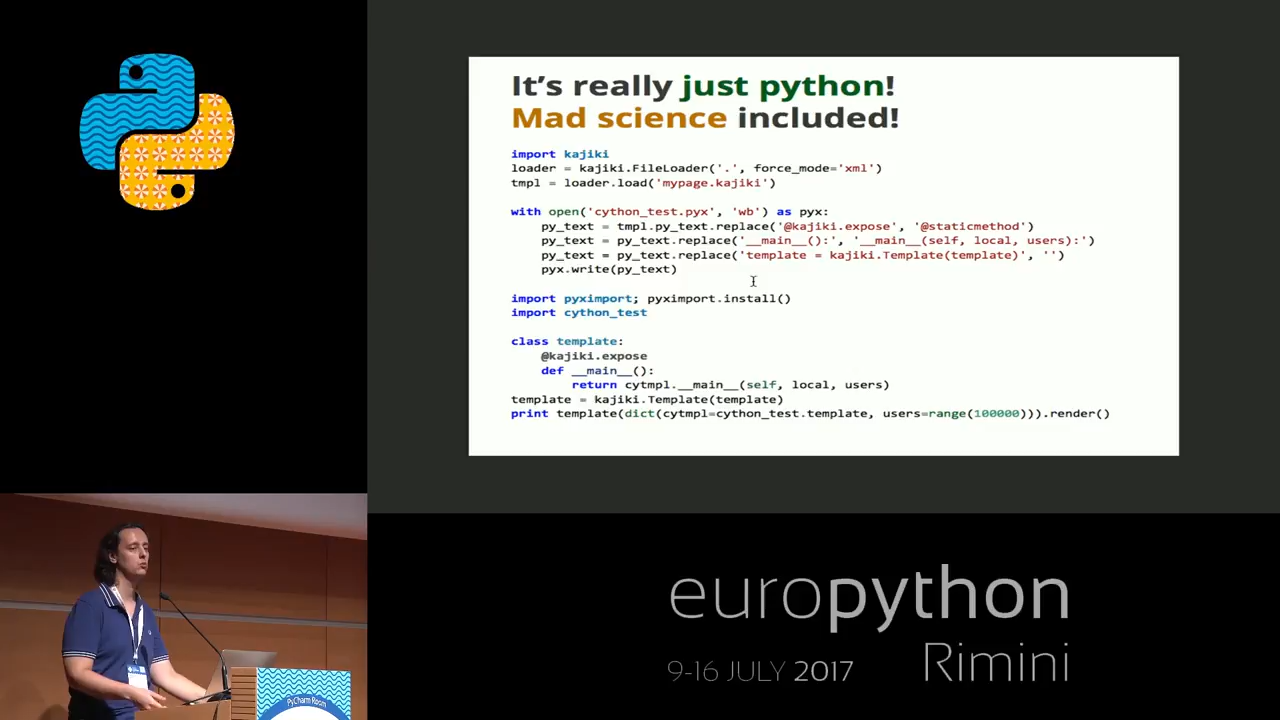 It's really just python!
Mad science included!
import kajiki
loader = kajiki.FileLoader('.', force_mode='xml')
tmpl = loader.load('mypage.kajiki')
with open('cython_test.pyx', 'wb') as pyx:
    py_text = tmpl.py_text.replace('@kajiki.expose', '@staticmethod')
    py_text = py_text.replace('__main__():', '__main__(self, local, users):')
    py_text = py_text.replace('template = kajiki.Template(template)', '')
    pyx.write(py_text)
import pyximport; pyximport.install()
import cython_test
class template:
    @kajiki.expose
    def __main__():
        return cytmpl.__main__(self, local, users)
template = kajiki.Template(template)
print template(dict(cytmpl=cython_test.template, users=range(100000))).render()
europython
9-16 JULY 2017 Rimini
PyCharm Room